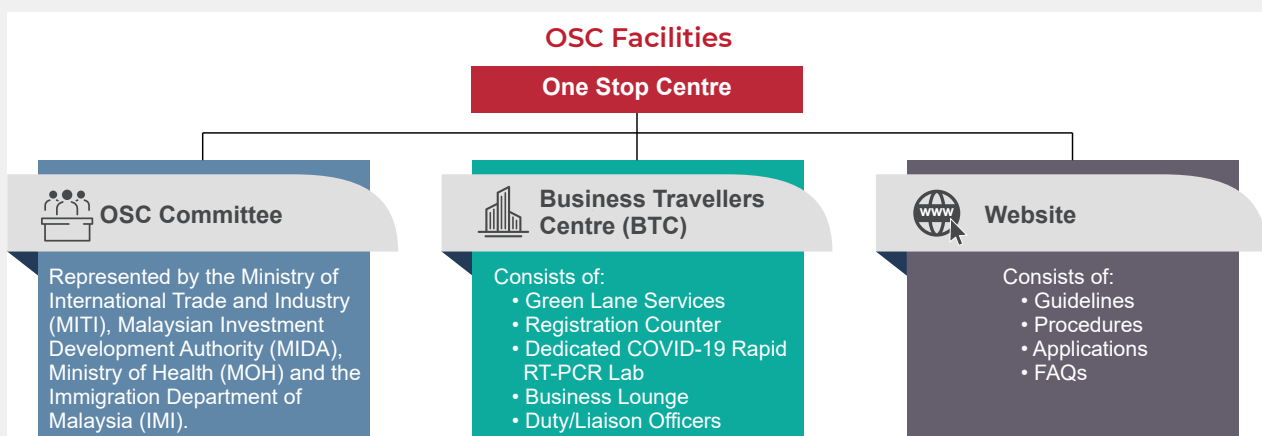 OSC Facilities
One Stop Centre
OSC Committee
Represented by the Ministry of
International Trade and Industry
(MITI), Malaysian Investment
Development Authority (MIDA),
Ministry of Health (MOH) and the
Immigration Department of
Malaysia (IMI).
Business Travellers
Centre (BTC)
Consists of:
• Green Lane Services
• Registration Counter
• Dedicated COVID-19 Rapid
RT-PCR Lab
• Business Lounge
• Duty/Liaison Officers
www
Website
Consists of:
• Guidelines
• Procedures
• Applications
• FAQs